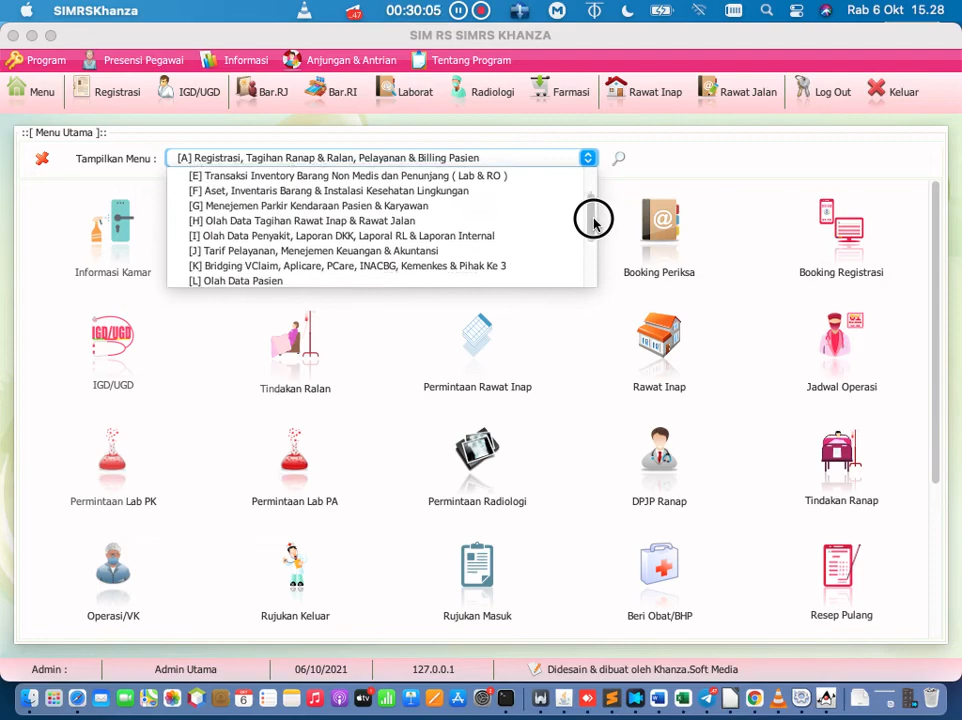 SIMRSKhanza
47
00:30:05
Rab 6 Okt 15.28
SIM RS SIMRS KHANZA
Program
Presensi Pegawai
Informasi
Anjungan & Antrian
Tentang Program
Menu
Registrasi
IGD/UGD
Bar.RJ
Bar.RI
Laborat
Radiologi
Farmasi
Rawat Inap
Rawat Jalan
Log Out
Keluar
::[ Menu Utama ]::
Tampilkan Menu :
[A] Registrasi, Tagihan Ranap & Ralan, Pelayanan & Billing Pasien
[E] Transaksi Inventory Barang Non Medis dan Penunjang ( Lab & RO )
[F] Aset, Inventaris Barang & Instalasi Kesehatan Lingkungan
[G] Menejemen Parkir Kendaraan Pasien & Karyawan
[H] Olah Data Tagihan Rawat Inap & Rawat Jalan
[I] Olah Data Penyakit, Laporan DKK, Laporal RL & Laporan Internal
[J] Tarif Pelayanan, Menejemen Keuangan & Akuntansi
[K] Bridging VClaim, Aplicare, PCare, INACBG, Kemenkes & Pihak Ke 3
[L] Olah Data Pasien
Informasi Kamar
Booking Periksa
Booking Registrasi
IGD/UGD
IGD/UGD
Tindakan Ralan
Permintaan Rawat Inap
Rawat Inap
Jadwal Operasi
Permintaan Lab PK
Permintaan Lab PA
Permintaan Radiologi
DPJP Ranap
Tindakan Ranap
Operasi/VK
Rujukan Keluar
Rujukan Masuk
Beri Obat/BHP
Resep Pulang
Admin :
Admin Utama
06/10/2021
127.0.0.1
Didesain & dibuat oleh Khanza.Soft Media